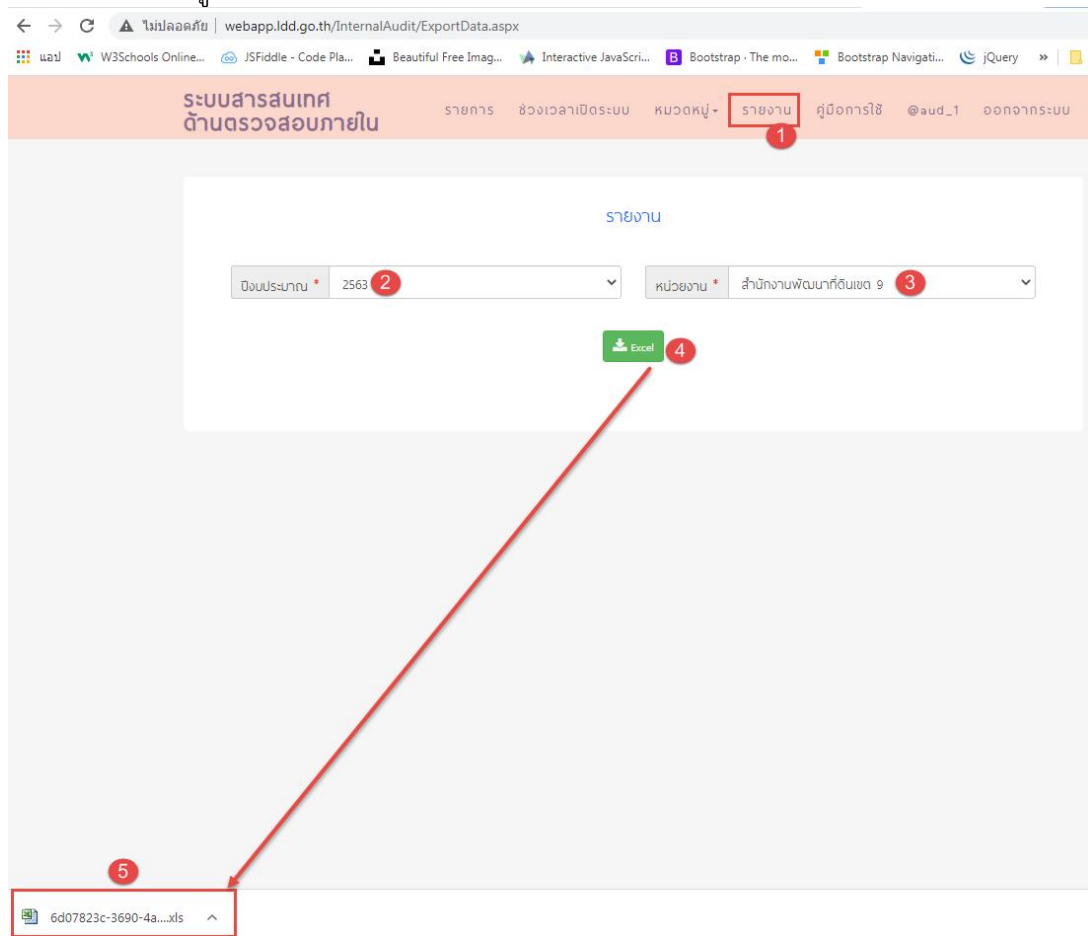 ไม่ปลอดภัย | webapp.ldd.go.th/InternalAudit/ExportData.aspx
แอป W3Schools Online... JSFiddle - Code Pla... Beautiful Free Imag... Interactive JavaScri... B Bootstrap · The mo... Bootstrap Navigati... jQuery »
ระบบสารสนเทศ
ด้านตรวจสอบภายใน
รายการ ช่วงเวลาเปิดระบบ หมวดหมู่ รายงาน คู่มือการใช้ @aud_1 ออกจากระบบ
1
รายงาน
ปีงบประมาณ * 2563 2 หน่วยงาน * สำนักงานพัฒนาที่ดินเขต 9 3
Excel 4
5
6d07823c-3690-4a....xls